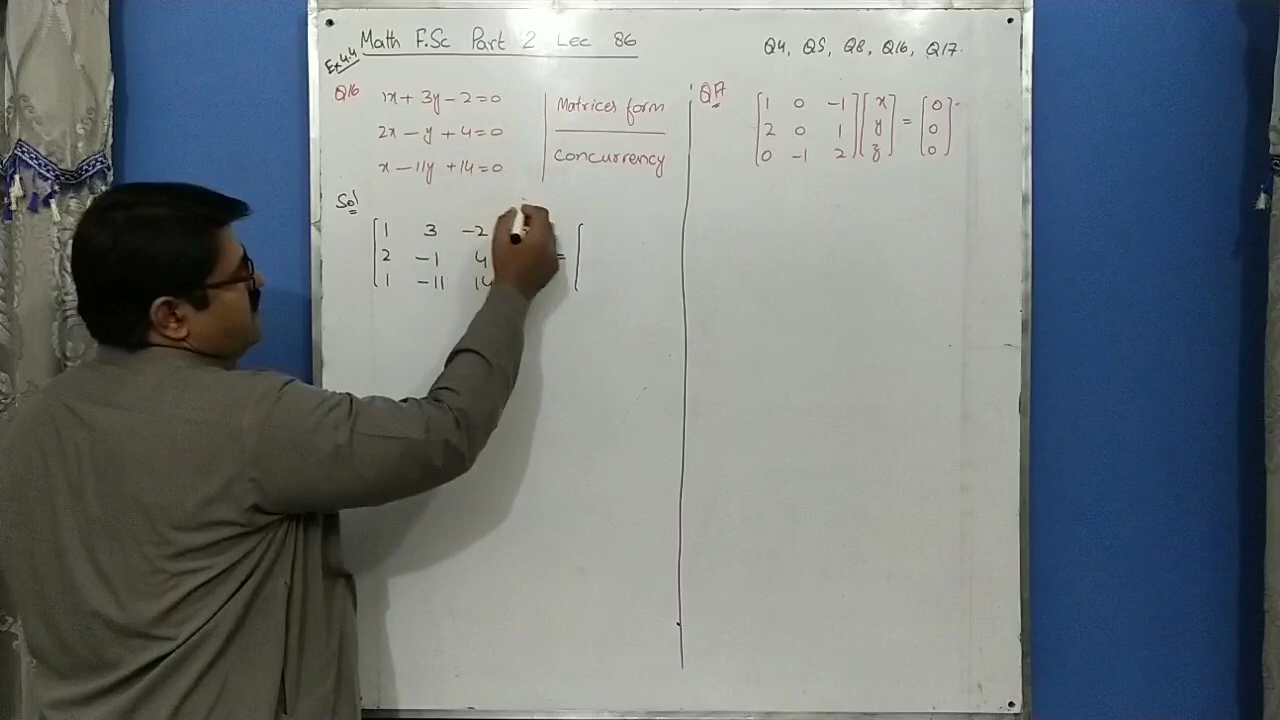 Math F.Sc Part 2 Lec 86
Q4, Q5, Q8, Q16, Q17.
Ex 4.4
Q16
1x + 3y - 2 = 0
2x - y + 4 = 0
x - 11y + 14 = 0
Matrices form
concurrency
Sol
1 3 -2
2 -1 4
1 -11 14
= [
Q17
[1 0 -1] [x] [0]
[2 0 1] [y] = [0]
[0 -1 2] [z] [0]